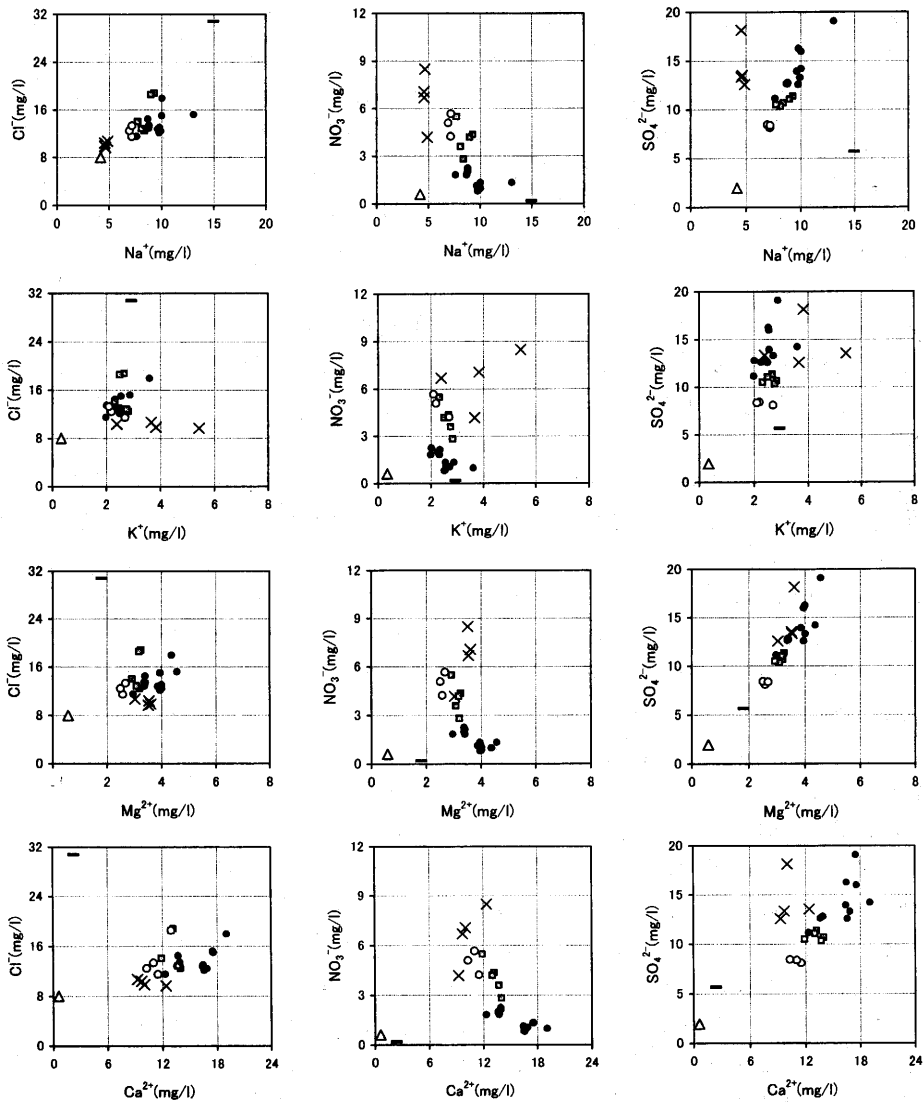 32
24
16
8
0
0 5 10 15 20
Cl⁻(mg/l)
Na⁺(mg/l)
12
9
6
3
0
0 5 10 15 20
NO₃⁻(mg/l)
Na⁺(mg/l)
20
15
10
5
0
0 5 10 15 20
SO₄²⁻(mg/l)
Na⁺(mg/l)
32
24
16
8
0
0 2 4 6 8
Cl⁻(mg/l)
K⁺(mg/l)
12
9
6
3
0
0 2 4 6 8
NO₃⁻(mg/l)
K⁺(mg/l)
20
15
10
5
0
0 2 4 6 8
SO₄²⁻(mg/l)
K⁺(mg/l)
32
24
16
8
0
0 2 4 6 8
Cl⁻(mg/l)
Mg²⁺(mg/l)
12
9
6
3
0
0 2 4 6 8
NO₃⁻(mg/l)
Mg²⁺(mg/l)
20
15
10
5
0
0 2 4 6 8
SO₄²⁻(mg/l)
Mg²⁺(mg/l)
32
24
16
8
0
0 6 12 18 24
Cl⁻(mg/l)
Ca²⁺(mg/l)
12
9
6
3
0
0 6 12 18 24
NO₃⁻(mg/l)
Ca²⁺(mg/l)
20
15
10
5
0
0 6 12 18 24
SO₄²⁻(mg/l)
Ca²⁺(mg/l)